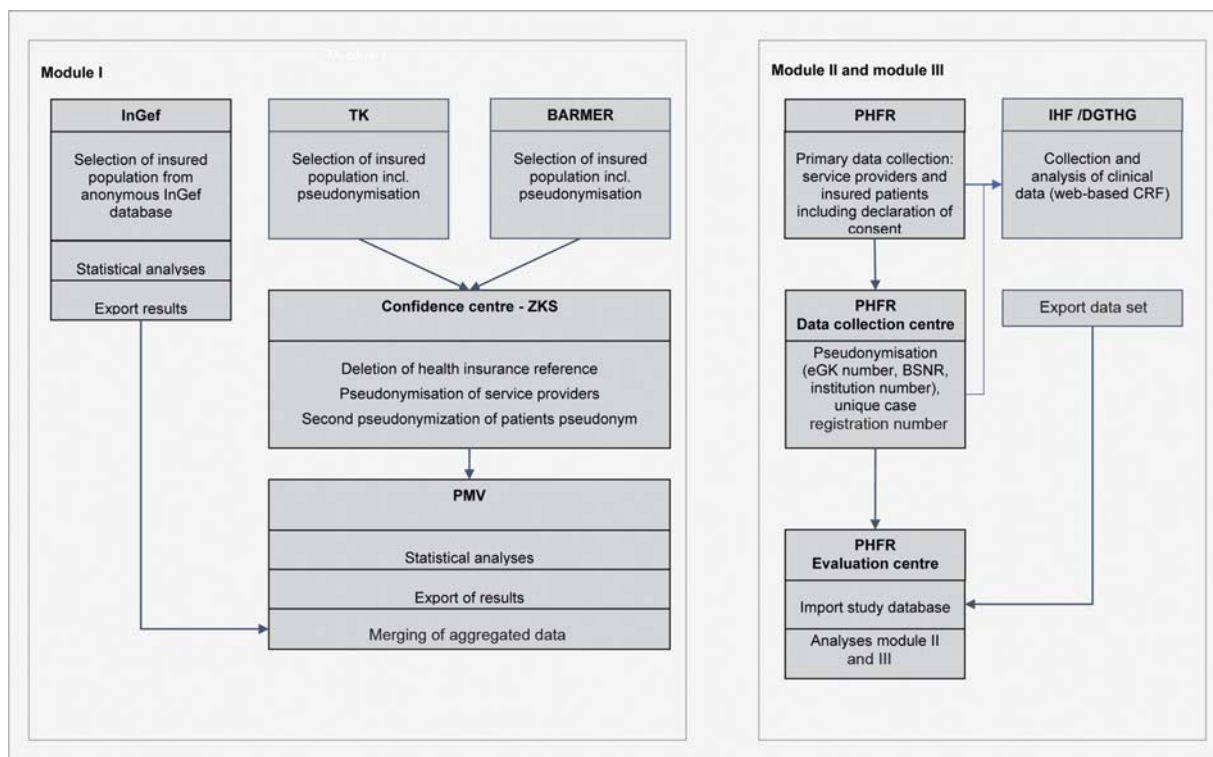 Module I
InGef
Selection of insured
population from
anonymous InGef
database
Statistical analyses
Export results
TK
Selection of insured
population incl.
pseudonymisation
BARMER
Selection of insured
population incl.
pseudonymisation
Confidence centre - ZKS
Deletion of health insurance reference
Pseudonymisation of service providers
Second pseudonymization of patients pseudonym
PMV
Statistical analyses
Export of results
Merging of aggregated data
Module II and module III
PHFR
Primary data collection:
service providers and
insured patients
including declaration of
consent
IHF /DGTHG
Collection and
analysis of clinical
data (web-based CRF)
PHFR
Data collection centre
Pseudonymisation
(eGK number, BSNR,
institution number),
unique case
registration number
Export data set
PHFR
Evaluation centre
Import study database
Analyses module II
and III